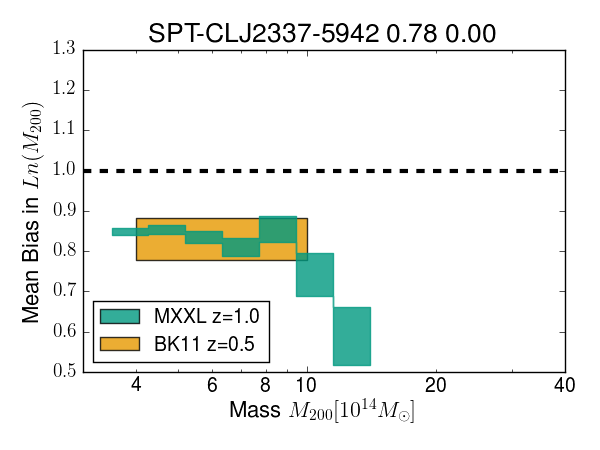 SPT-CLJ2337-5942 0.78 0.00
1.3
1.2
1.1
1.0
0.9
0.8
0.7
0.6
0.5
Mean Bias in Ln(M₂₀₀)
MXXL z=1.0
BK11 z=0.5
4 6 8 10 20 40
Mass M₂₀₀[10¹⁴M☉]